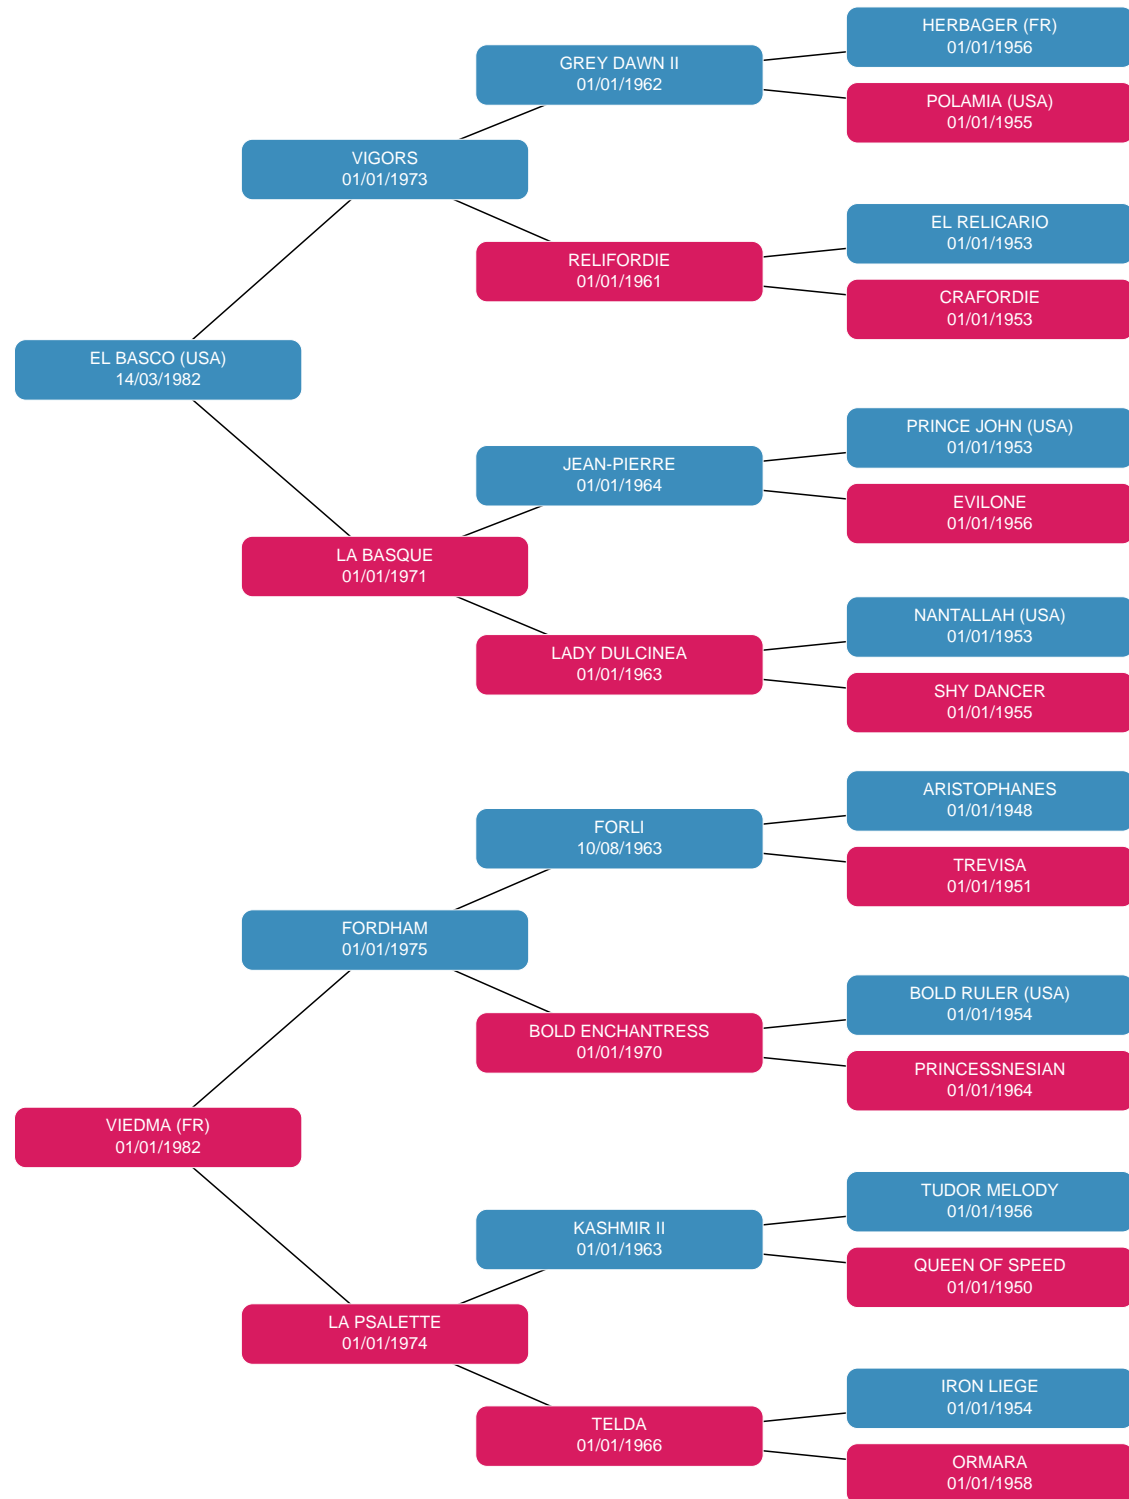 HERBAGER (FR)
01/01/1956
GREY DAWN II
01/01/1962
POLAMIA (USA)
01/01/1955
VIGORS
01/01/1973
EL RELICARIO
01/01/1953
RELIFORDIE
01/01/1961
CRAFORDIE
01/01/1953
EL BASCO (USA)
14/03/1982
PRINCE JOHN (USA)
01/01/1953
JEAN-PIERRE
01/01/1964
EVILONE
01/01/1956
LA BASQUE
01/01/1971
NANTALLAH (USA)
01/01/1953
LADY DULCINEA
01/01/1963
SHY DANCER
01/01/1955
ARISTOPHANES
01/01/1948
FORLI
10/08/1963
TREVISA
01/01/1951
FORDHAM
01/01/1975
BOLD RULER (USA)
01/01/1954
BOLD ENCHANTRESS
01/01/1970
PRINCESSNESIAN
01/01/1964
VIEDMA (FR)
01/01/1982
TUDOR MELODY
01/01/1956
KASHMIR II
01/01/1963
QUEEN OF SPEED
01/01/1950
LA PSALETTE
01/01/1974
IRON LIEGE
01/01/1954
TELDA
01/01/1966
ORMARA
01/01/1958